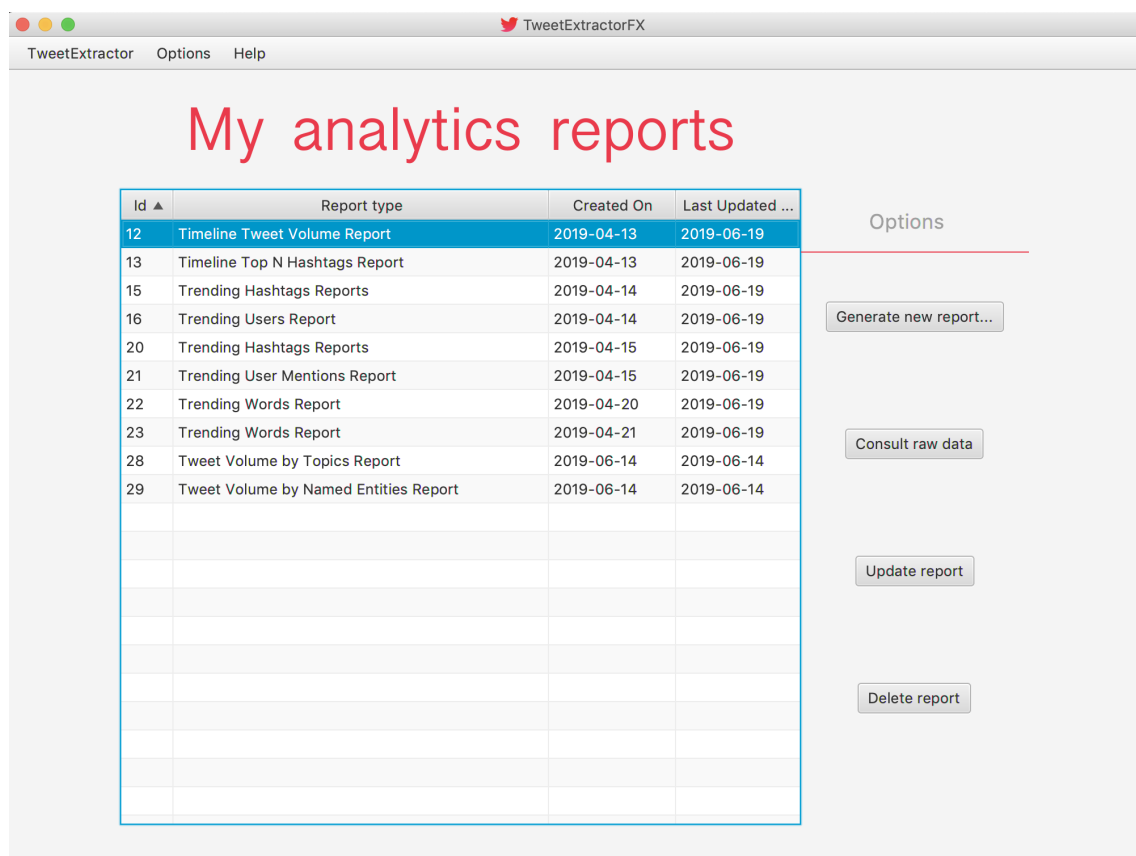 TweetExtractorFX
TweetExtractor Options Help
My analytics reports
Id Report type Created On Last Updated ...
12 Timeline Tweet Volume Report 2019-04-13 2019-06-19
13 Timeline Top N Hashtags Report 2019-04-13 2019-06-19
15 Trending Hashtags Reports 2019-04-14 2019-06-19
16 Trending Users Report 2019-04-14 2019-06-19
20 Trending Hashtags Reports 2019-04-15 2019-06-19
21 Trending User Mentions Report 2019-04-15 2019-06-19
22 Trending Words Report 2019-04-20 2019-06-19
23 Trending Words Report 2019-04-21 2019-06-19
28 Tweet Volume by Topics Report 2019-06-14 2019-06-14
29 Tweet Volume by Named Entities Report 2019-06-14 2019-06-14
Options
Generate new report...
Consult raw data
Update report
Delete report